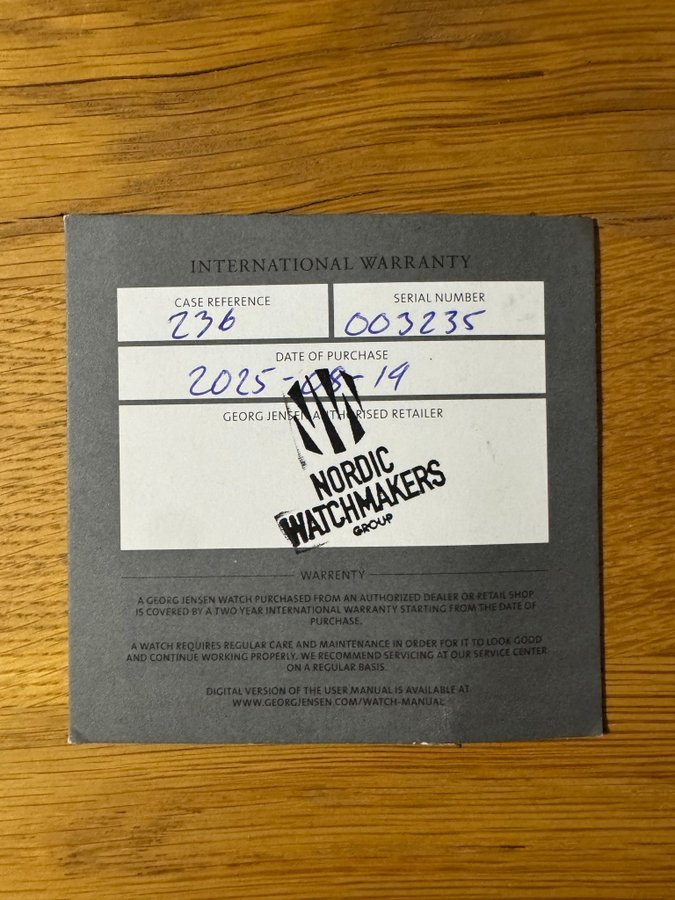 INTERNATIONAL WARRANTY
CASE REFERENCE
236
SERIAL NUMBER
003235
DATE OF PURCHASE
2025-08-19
GEORG JENSEN AUTHORISED RETAILER
NORDIC
WATCHMAKERS
GROUP
WARRENTY
A GEORG JENSEN WATCH PURCHASED FROM AN AUTHORIZED DEALER OR RETAIL SHOP
IS COVERED BY A TWO YEAR INTERNATIONAL WARRANTY STARTING FROM THE DATE OF
PURCHASE.
A WATCH REQUIRES REGULAR CARE AND MAINTENANCE IN ORDER FOR IT TO LOOK GOOD
AND CONTINUE WORKING PROPERLY. WE RECOMMEND SERVICING AT OUR SERVICE CENTER
ON A REGULAR BASIS.
DIGITAL VERSION OF THE USER MANUAL IS AVAILABLE AT
WWW.GEORGJENSEN.COM/WATCH-MANUAL